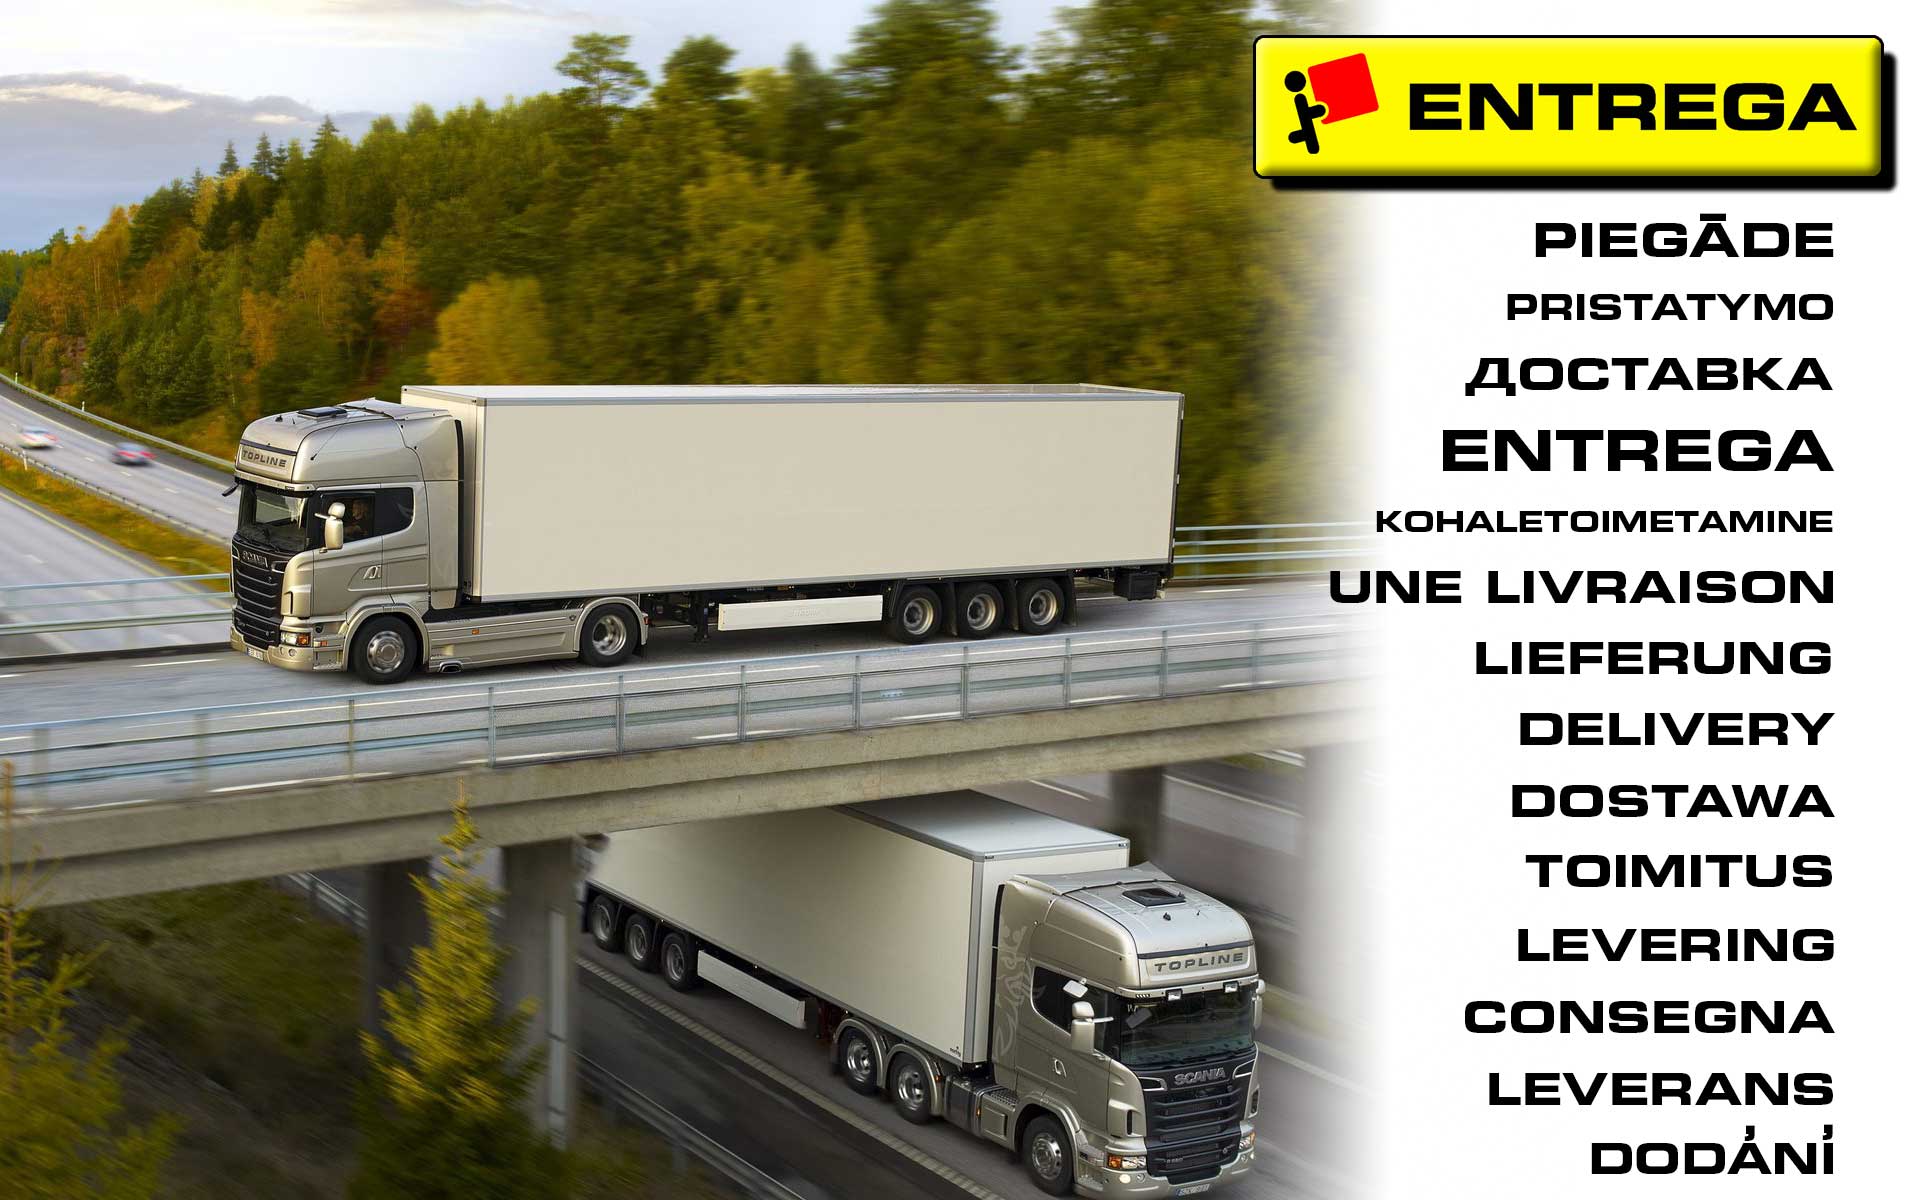 ENTREGA
PIEGĀDE
PRISTATYMO
ДОСТАВКА
ENTREGA
KOHALETOIMETAMINE
UNE LIVRAISON
LIEFERUNG
DELIVERY
DOSTAWA
TOIMITUS
LEVERING
CONSEGNA
LEVERANS
DODÁNÍ
TOPLINE
SCANIA
TOPLINE
SCANIA